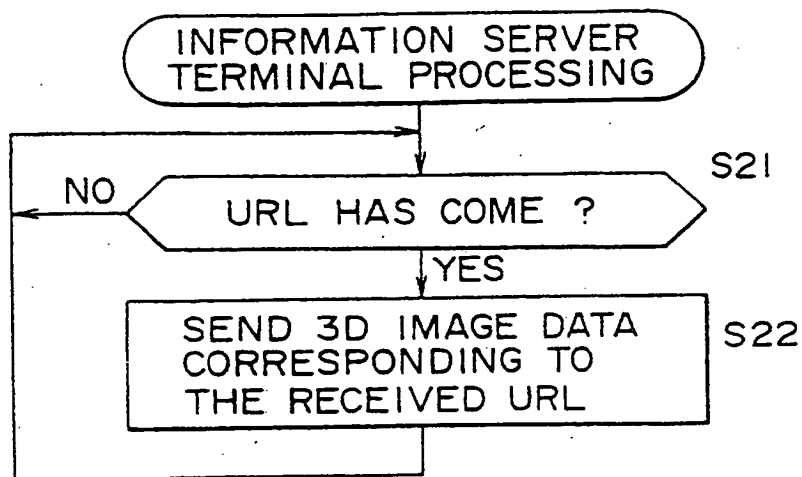 INFORMATION SERVER
TERMINAL PROCESSING
S21
NO
URL HAS COME ?
YES
SEND 3D IMAGE DATA
CORRESPONDING TO
THE RECEIVED URL
S22